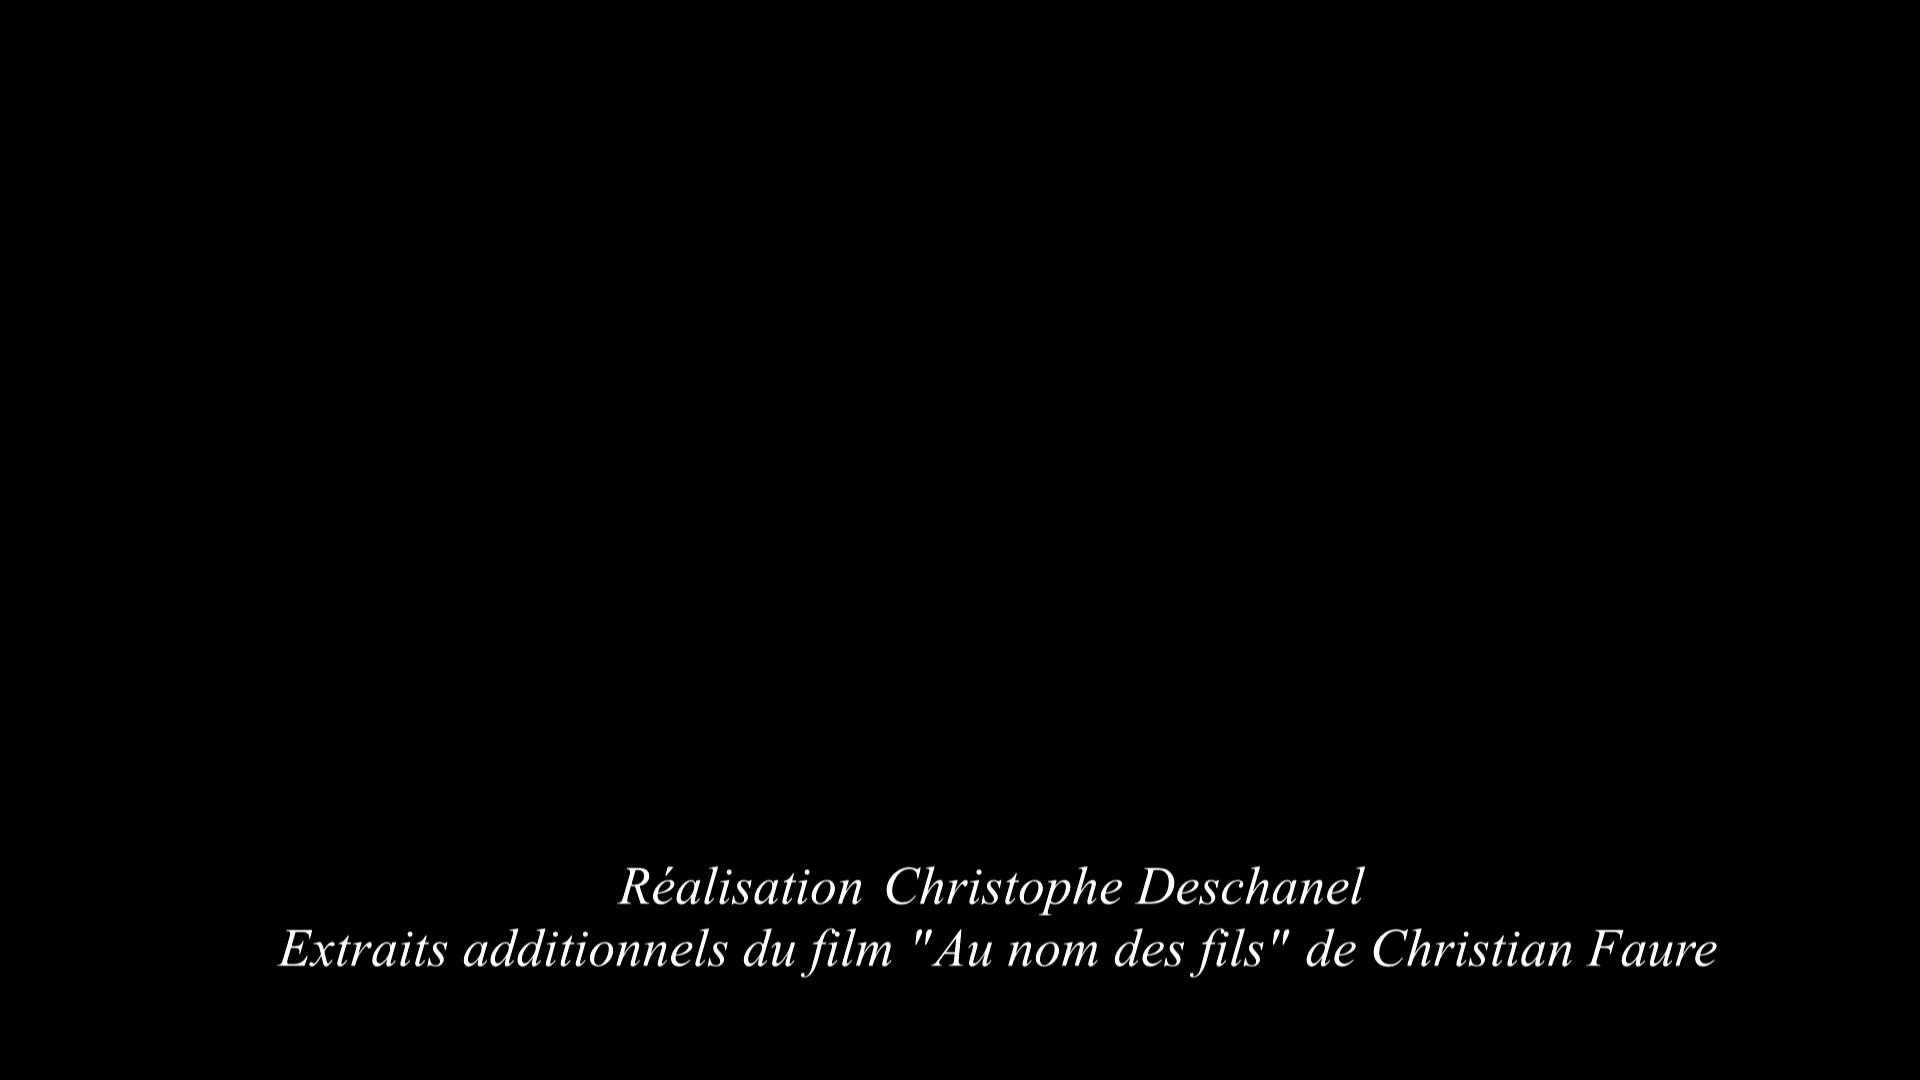 Réalisation Christophe Deschanel
Extraits additionnels du film "Au nom des fils" de Christian Faure